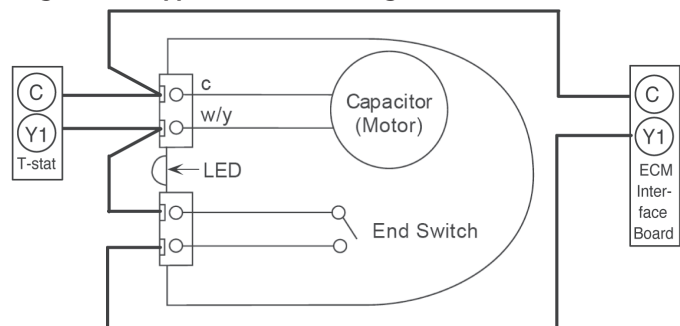 C
Y1
T-stat
c
w/y
LED
Capacitor
(Motor)
End Switch
C
Y1
ECM
Inter-
face
Board